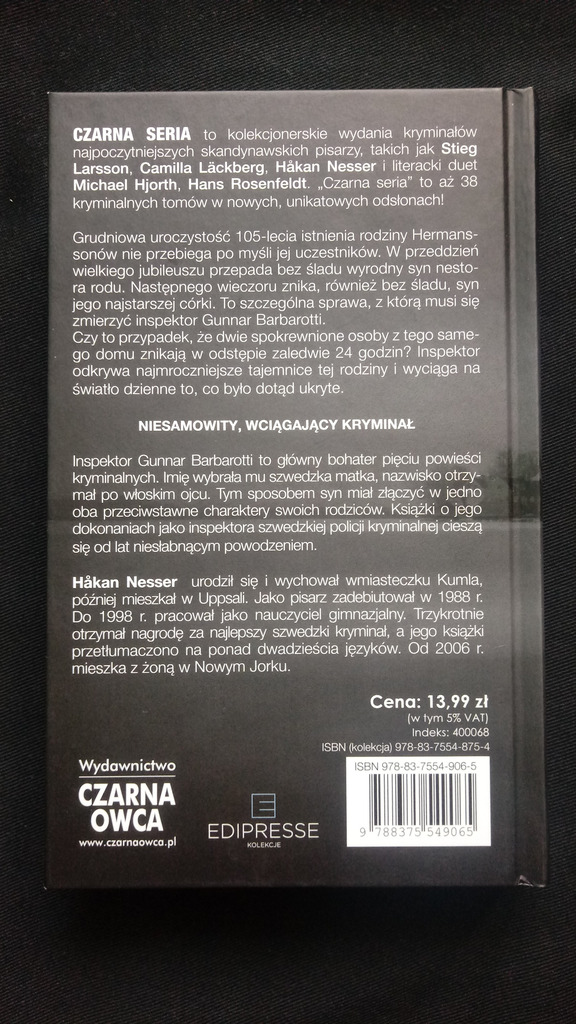 CZARNA SERIA to kolekcjonerskie wydania kryminałów
najpoczytniejszych skandynawskich pisarzy, takich jak Stieg
Larsson, Camilla Läckberg, Håkan Nesser i literacki duet
Michael Hjorth, Hans Rosenfeldt. „Czarna seria" to aż 38
kryminalnych tomów w nowych, unikatowych odsłonach!
Grudniowa uroczystość 105-lecia istnienia rodziny Hermans-
sonów nie przebiega po myśli jej uczestników. W przeddzień
wielkiego jubileuszu przepada bez śladu wyrodny syn nesto-
ra rodu. Następnego wieczoru znika, również bez śladu, syn
jego najstarszej córki. To szczególna sprawa, z którą musi się
zmierzyć inspektor Gunnar Barbarotti.
Czy to przypadek, że dwie spokrewnione osoby z tego same-
go domu znikają w odstępie zaledwie 24 godzin? Inspektor
odkrywa najmroczniejsze tajemnice tej rodziny i wyciąga na
światło dzienne to, co było dotąd ukryte.
NIESAMOWITY, WCIĄGAJĄCY KRYMINAŁ
Inspektor Gunnar Barbarotti to główny bohater pięciu powieści
kryminalnych. Imię wybrała mu szwedzka matka, nazwisko otrzy-
mał po włoskim ojcu. Tym sposobem syn miał złączyć w jedno
oba przeciwstawne charaktery swoich rodziców. Książki o jego
dokonaniach jako inspektora szwedzkiej policji kryminalnej cieszą
się od lat niesłabnącym powodzeniem.
Håkan Nesser urodził się i wychował wmiasteczku Kumla,
później mieszkał w Uppsali. Jako pisarz zadebiutował w 1988 r.
Do 1998 r. pracował jako nauczyciel gimnazjalny. Trzykrotnie
otrzymał nagrodę za najlepszy szwedzki kryminał, a jego książki
przetłumaczono na ponad dwadzieścia języków. Od 2006 r.
mieszka z żoną w Nowym Jorku.
Cena: 13,99 zł
(w tym 5% VAT)
Indeks: 400068
ISBN (kolekcja) 978-83-7554-875-4
ISBN 978-83-7554-906-5
9 788375 549065
Wydawnictwo
CZARNA
OWCA
www.czarnaowca.pl
EDIPRESSE
KOLEKCJE